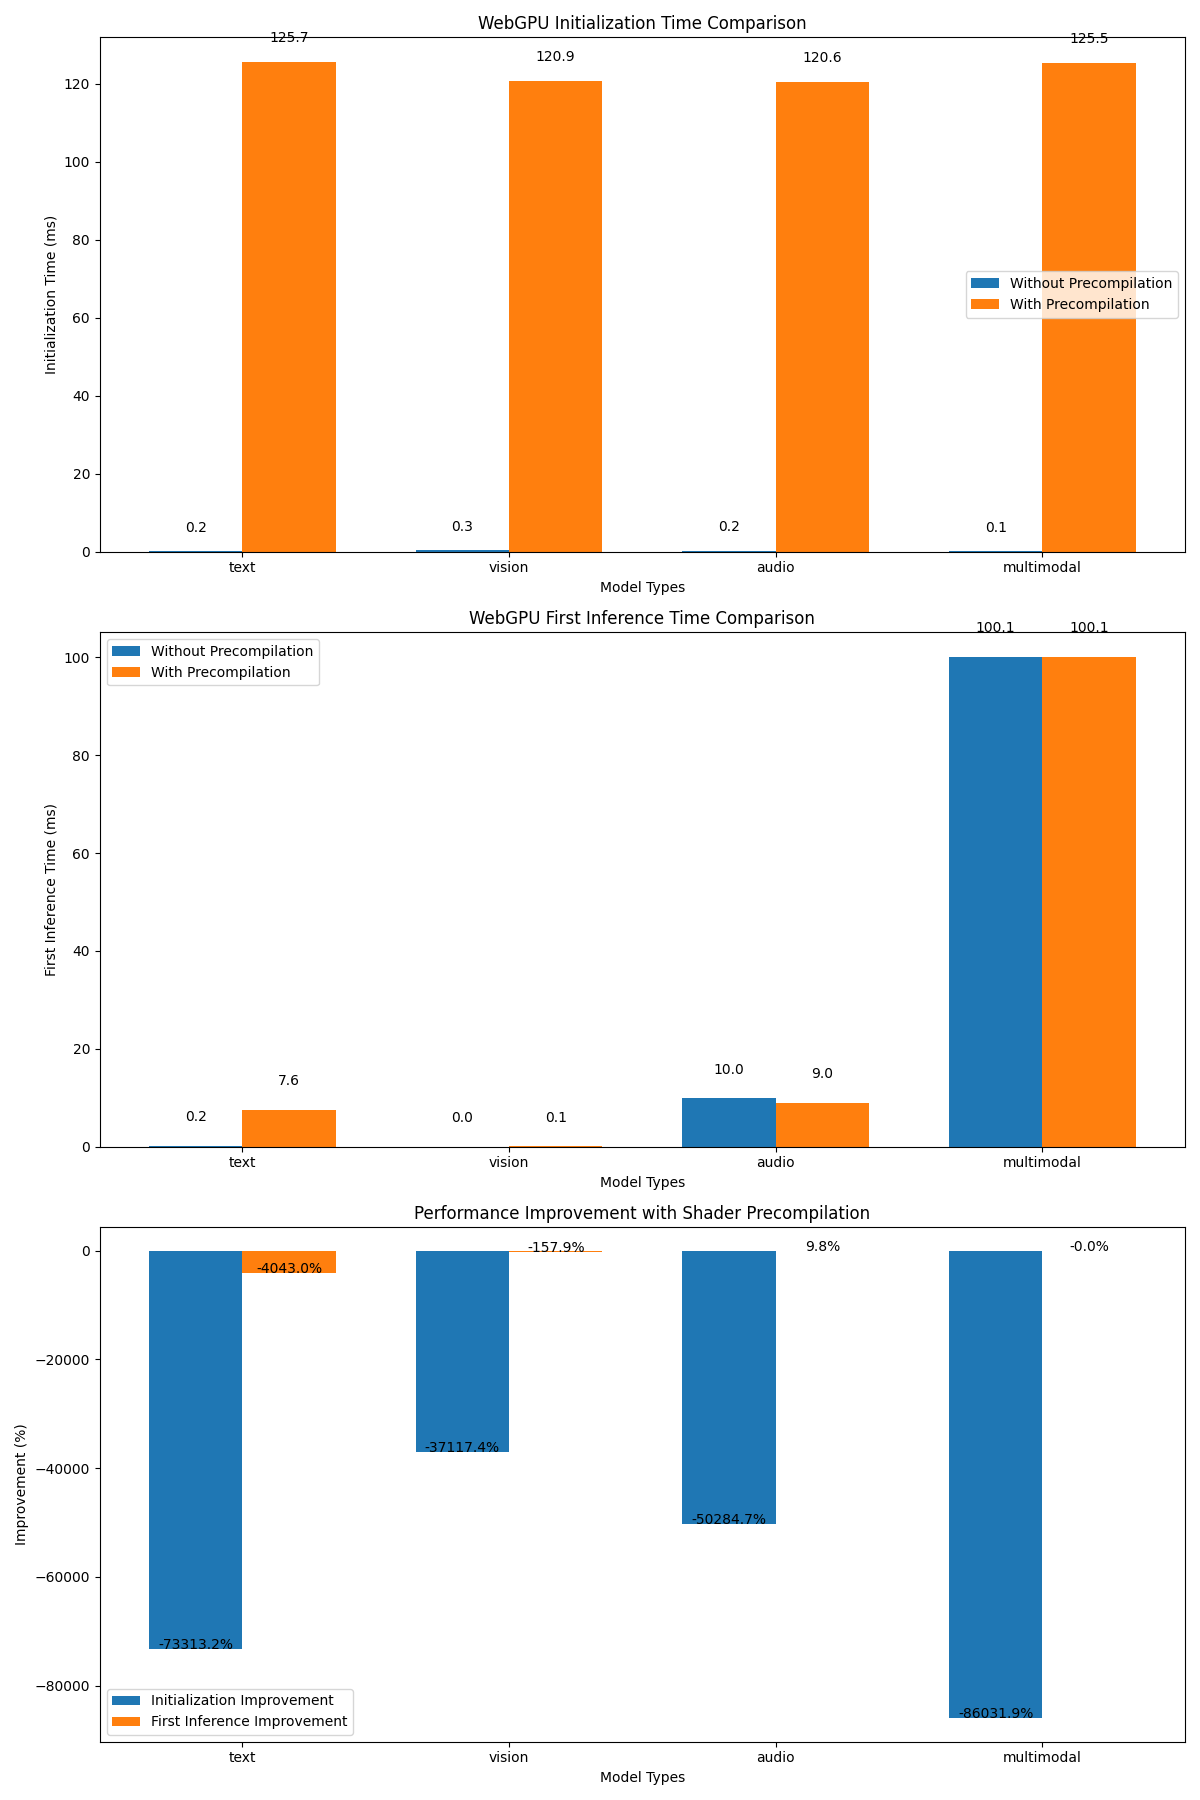 WebGPU Initialization Time Comparison
125.7
120.9
120.6
125.5
120
100
80
60
40
20
0
Initialization Time (ms)
Without Precompilation
With Precompilation
0.2
0.3
0.2
0.1
text
vision
audio
multimodal
Model Types
WebGPU First Inference Time Comparison
Without Precompilation
With Precompilation
100.1
100.1
100
80
60
40
20
0
First Inference Time (ms)
0.2
7.6
0.0
0.1
10.0
9.0
text
vision
audio
multimodal
Model Types
Performance Improvement with Shader Precompilation
0
−20000
−40000
−60000
−80000
Improvement (%)
-73313.2%
-4043.0%
-37117.4%
-157.9%
-50284.7%
9.8%
-86031.9%
-0.0%
Initialization Improvement
First Inference Improvement
text
vision
audio
multimodal
Model Types